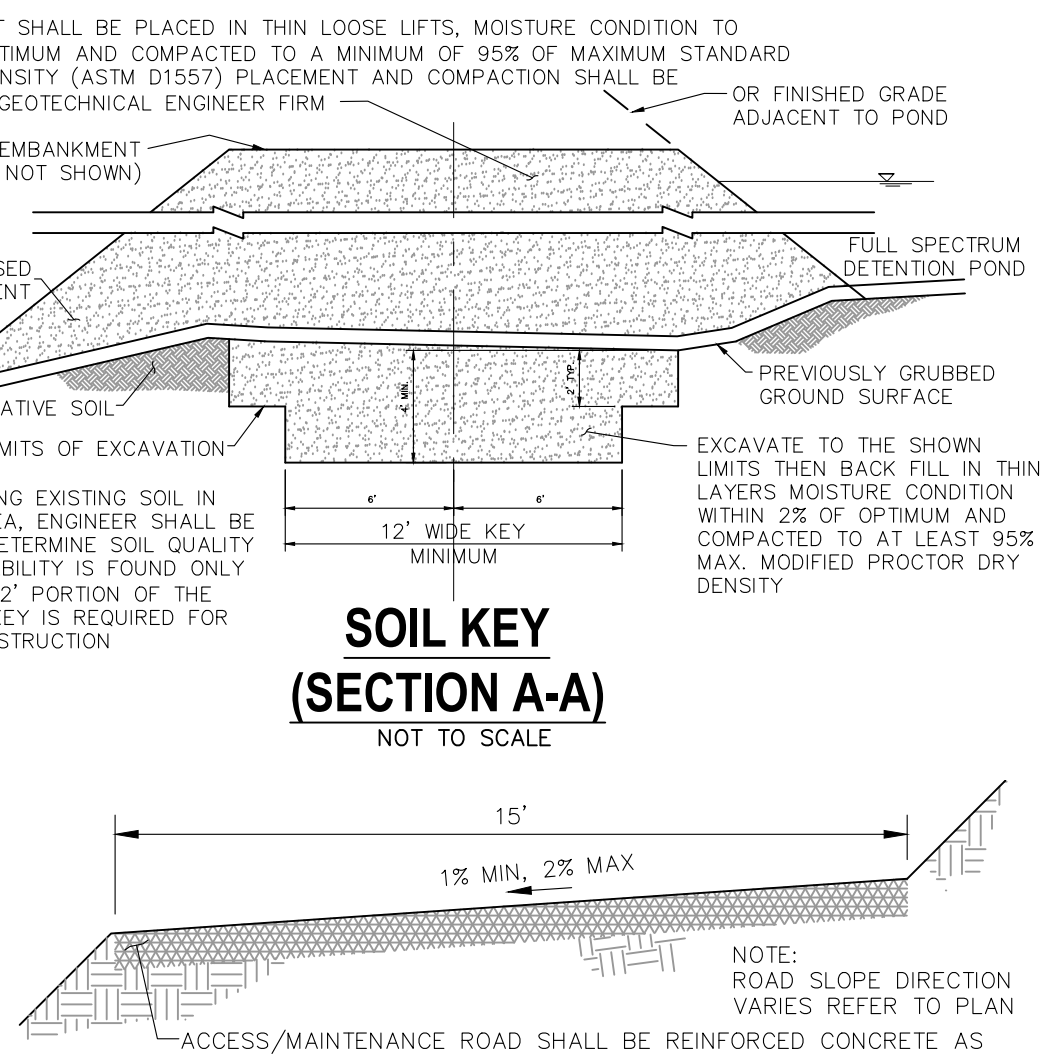 SHALL BE PLACED IN THIN LOOSE LIFTS, MOISTURE CONDITION TO
TIMUM AND COMPACTED TO A MINIMUM OF 95% OF MAXIMUM STANDARD
NSITY (ASTM D1557) PLACEMENT AND COMPACTION SHALL BE
GEOTECHNICAL ENGINEER FIRM
OR FINISHED GRADE
ADJACENT TO POND
EMBANKMENT
NOT SHOWN)
FULL SPECTRUM
DETENTION POND
SED
ENT
4' MIN.
2' TYP.
PREVIOUSLY GRUBBED
GROUND SURFACE
ATIVE SOIL
MITS OF EXCAVATION
EXCAVATE TO THE SHOWN
LIMITS THEN BACK FILL IN THIN
LAYERS MOISTURE CONDITION
WITHIN 2% OF OPTIMUM AND
COMPACTED TO AT LEAST 95%
MAX. MODIFIED PROCTOR DRY
DENSITY
NG EXISTING SOIL IN
EA, ENGINEER SHALL BE
DETERMINE SOIL QUALITY
BILITY IS FOUND ONLY
2' PORTION OF THE
KEY IS REQUIRED FOR
STRUCTION
6' 6'
12' WIDE KEY
MINIMUM
SOIL KEY
(SECTION A-A)
NOT TO SCALE
15'
1% MIN, 2% MAX
NOTE:
ROAD SLOPE DIRECTION
VARIES REFER TO PLAN
ACCESS/MAINTENANCE ROAD SHALL BE REINFORCED CONCRETE AS